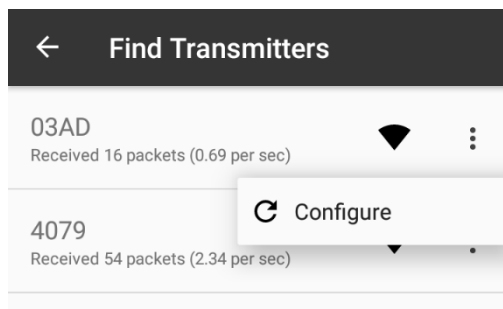 Find Transmitters
03AD
Received 16 packets (0.69 per sec)
Configure
4079
Received 54 packets (2.34 per sec)